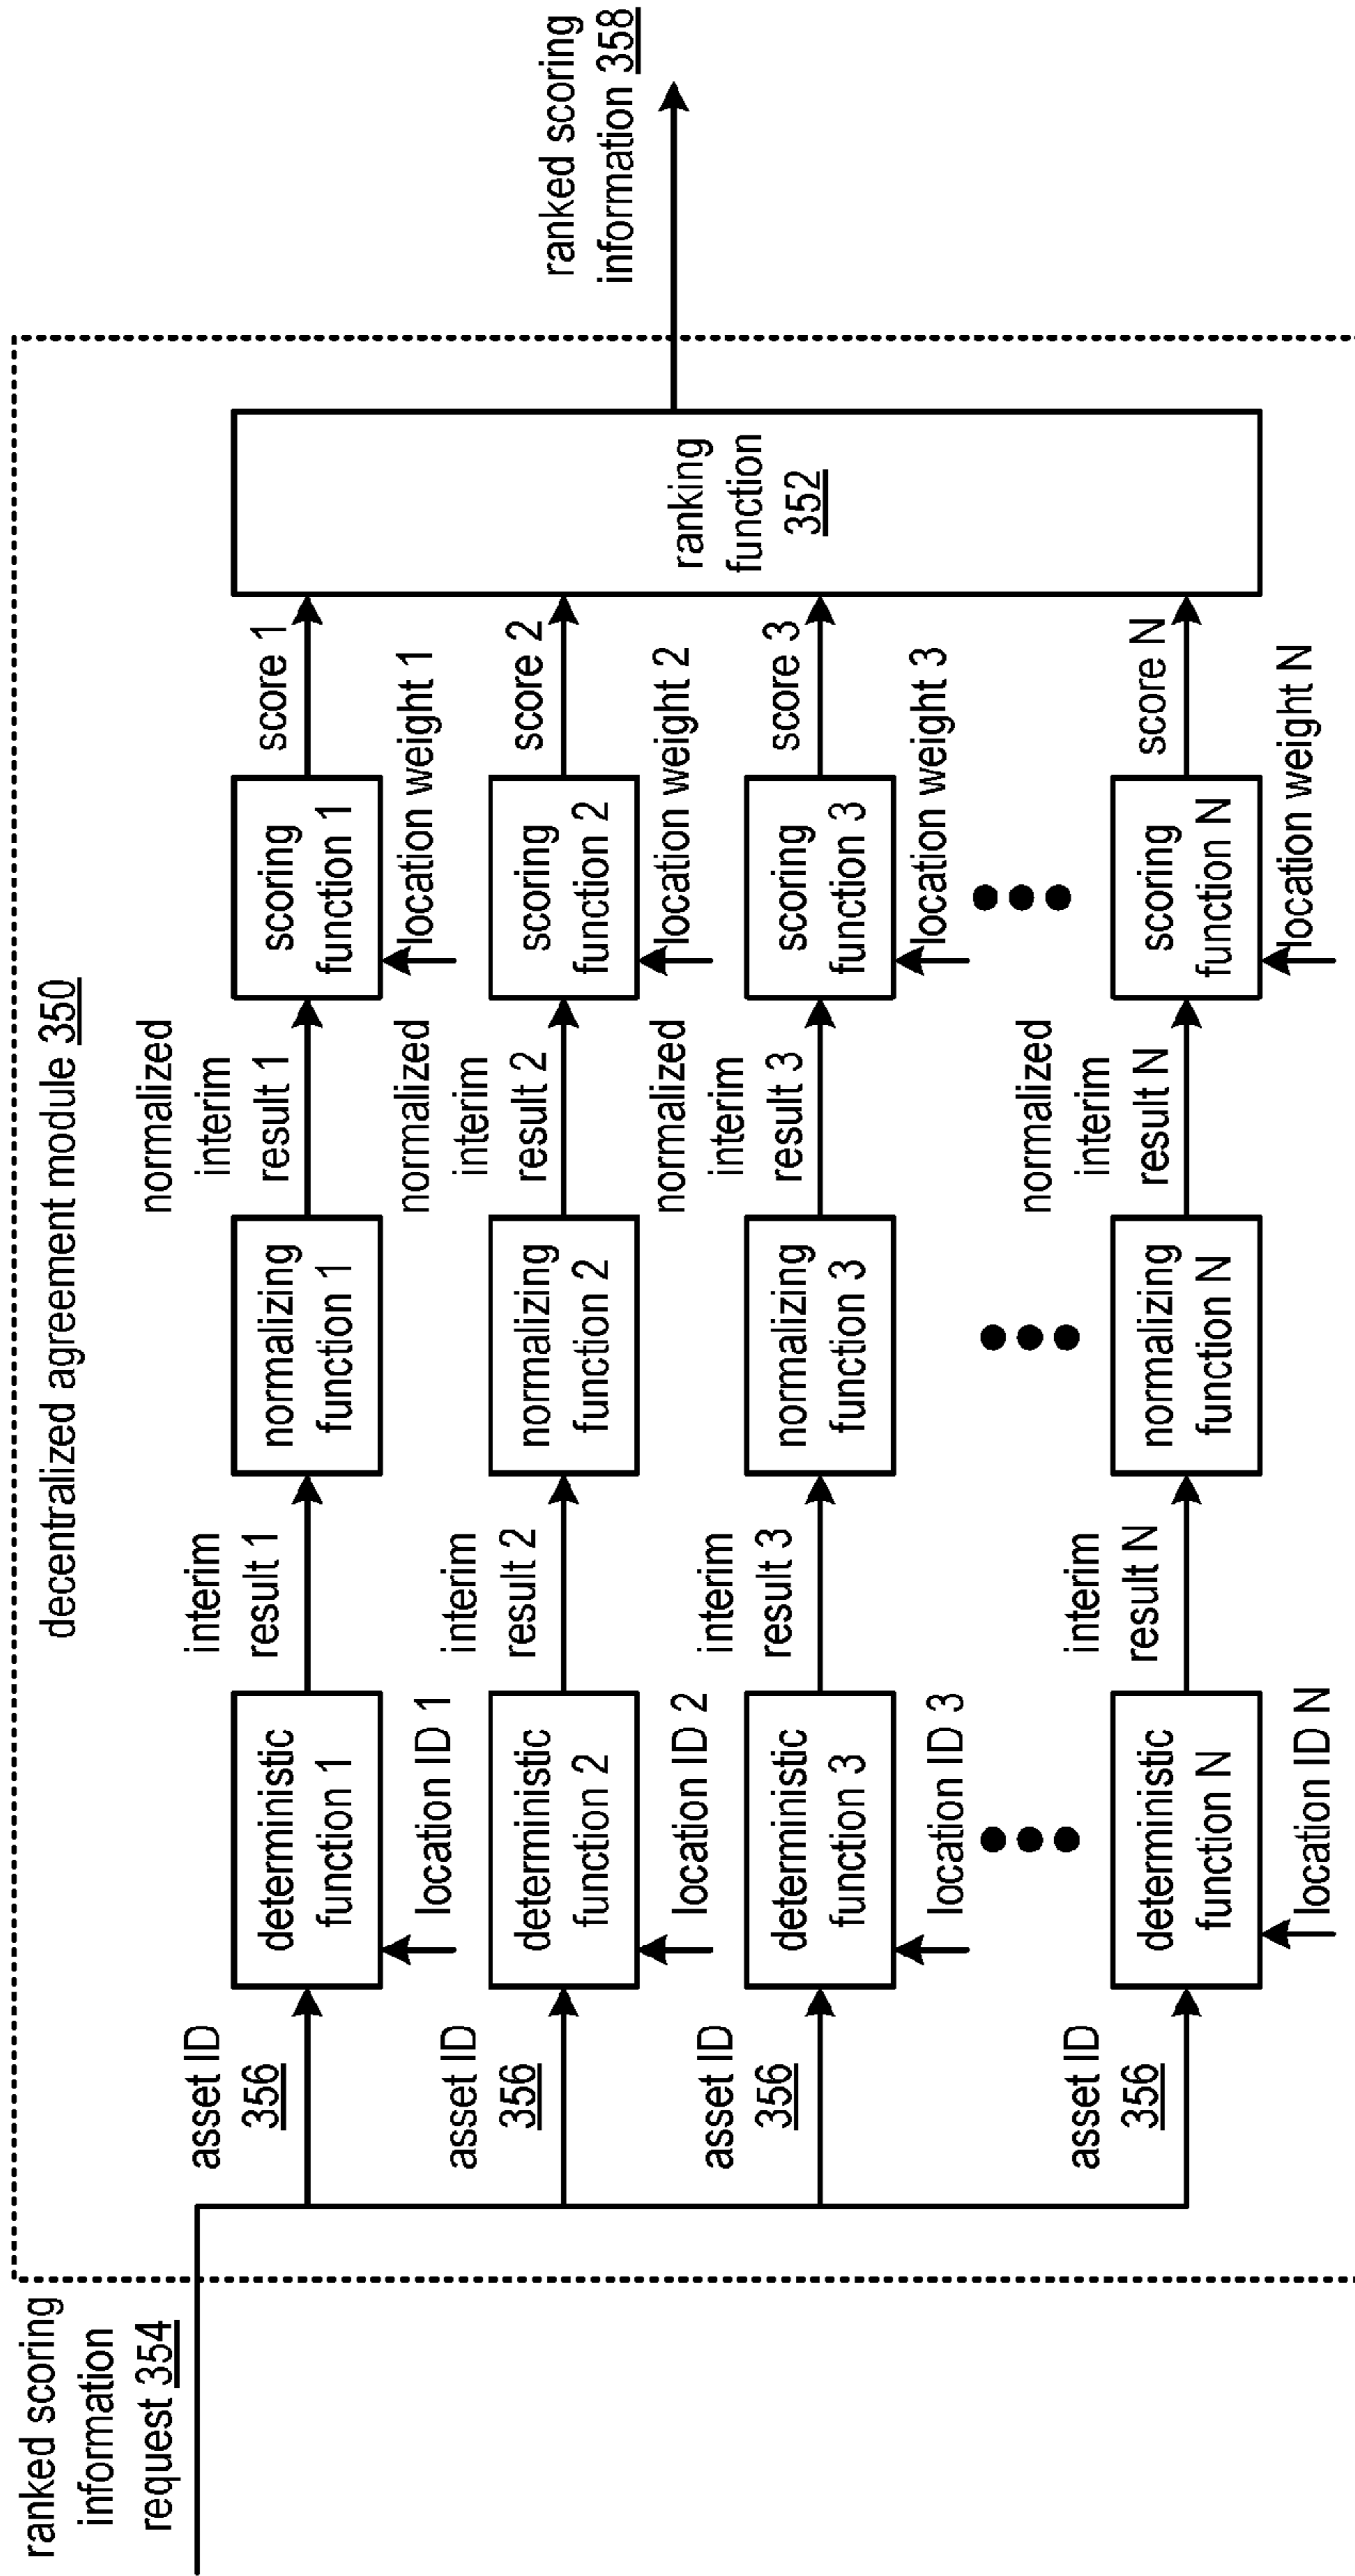 decentralized agreement module 350
ranked scoring
information
request 354
asset ID
356
deterministic
function 1
location ID 1
interim
result 1
normalizing
function 1
normalized
interim
result 1
scoring
function 1
location weight 1
score 1
asset ID
356
deterministic
function 2
location ID 2
interim
result 2
normalizing
function 2
normalized
interim
result 2
scoring
function 2
location weight 2
score 2
asset ID
356
deterministic
function 3
location ID 3
interim
result 3
normalizing
function 3
normalized
interim
result 3
scoring
function 3
location weight 3
score 3
asset ID
356
deterministic
function N
location ID N
interim
result N
normalizing
function N
normalized
interim
result N
scoring
function N
location weight N
score N
ranking
function
352
ranked scoring
information 358